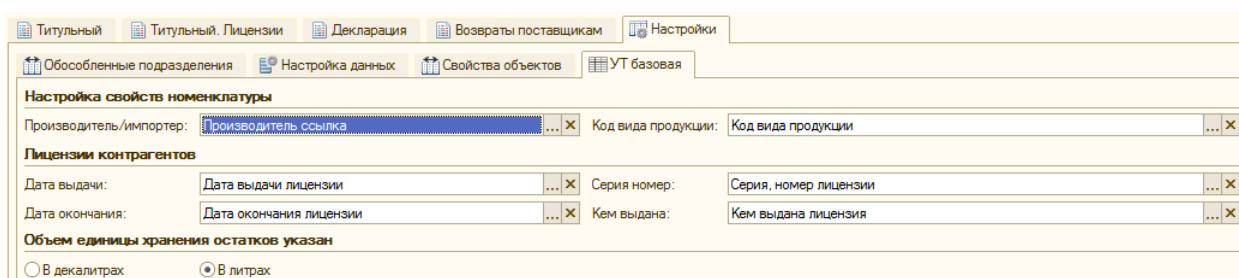 Титульный Титульный. Лицензии Декларация Возвраты поставщикам Настройки
Обособленные подразделения Настройка данных Свойства объектов УТ базовая
Настройка свойств номенклатуры
Производитель/импортер: Производитель ссылка ... Код вида продукции: Код вида продукции ...
Лицензии контрагентов
Дата выдачи: Дата выдачи лицензии ... Серия номер: Серия, номер лицензии ...
Дата окончания: Дата окончания лицензии ... Кем выдана: Кем выдана лицензия ...
Объем единицы хранения остатков указан
В декалитрах В литрах